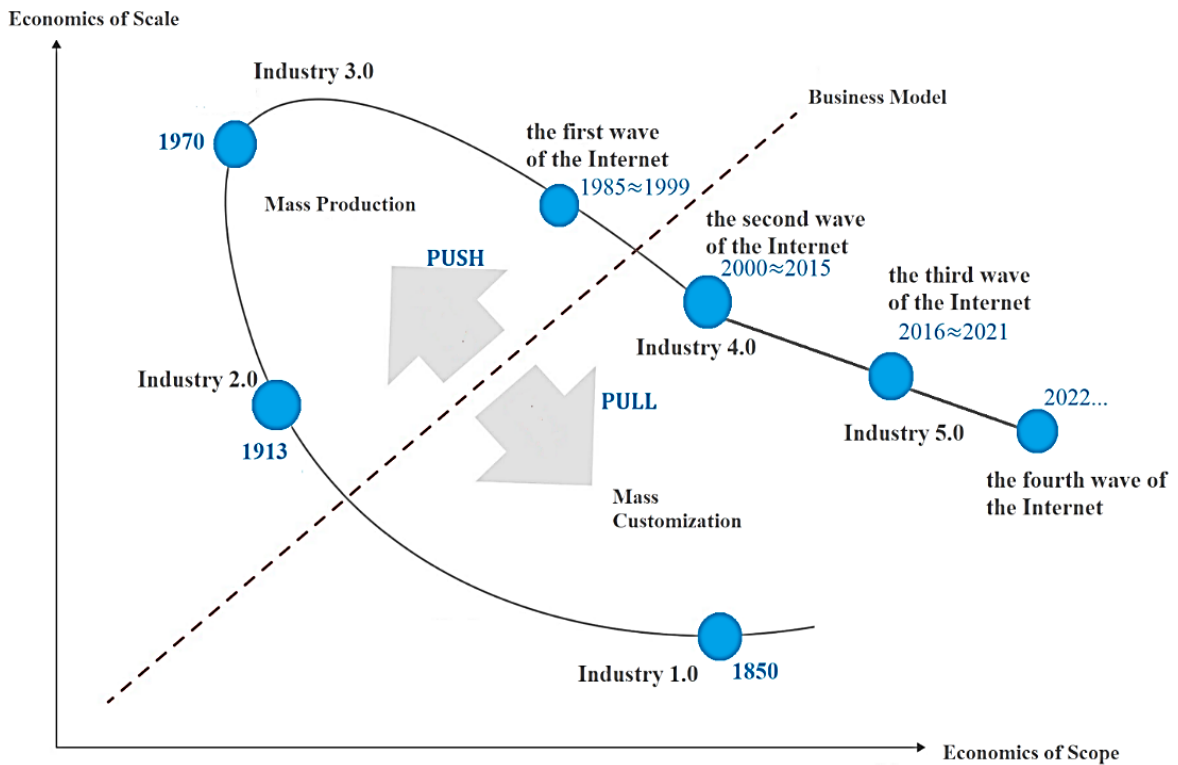 Economics of Scale
Industry 3.0
Business Model
the first wave
of the Internet
1970
1985≈1999
Mass Production
the second wave
of the Internet
PUSH
2000≈2015
the third wave
of the Internet
2016≈2021
Industry 4.0
Industry 2.0
PULL
2022...
1913
Industry 5.0
the fourth wave of
the Internet
Mass
Customization
Industry 1.0
1850
Economics of Scope